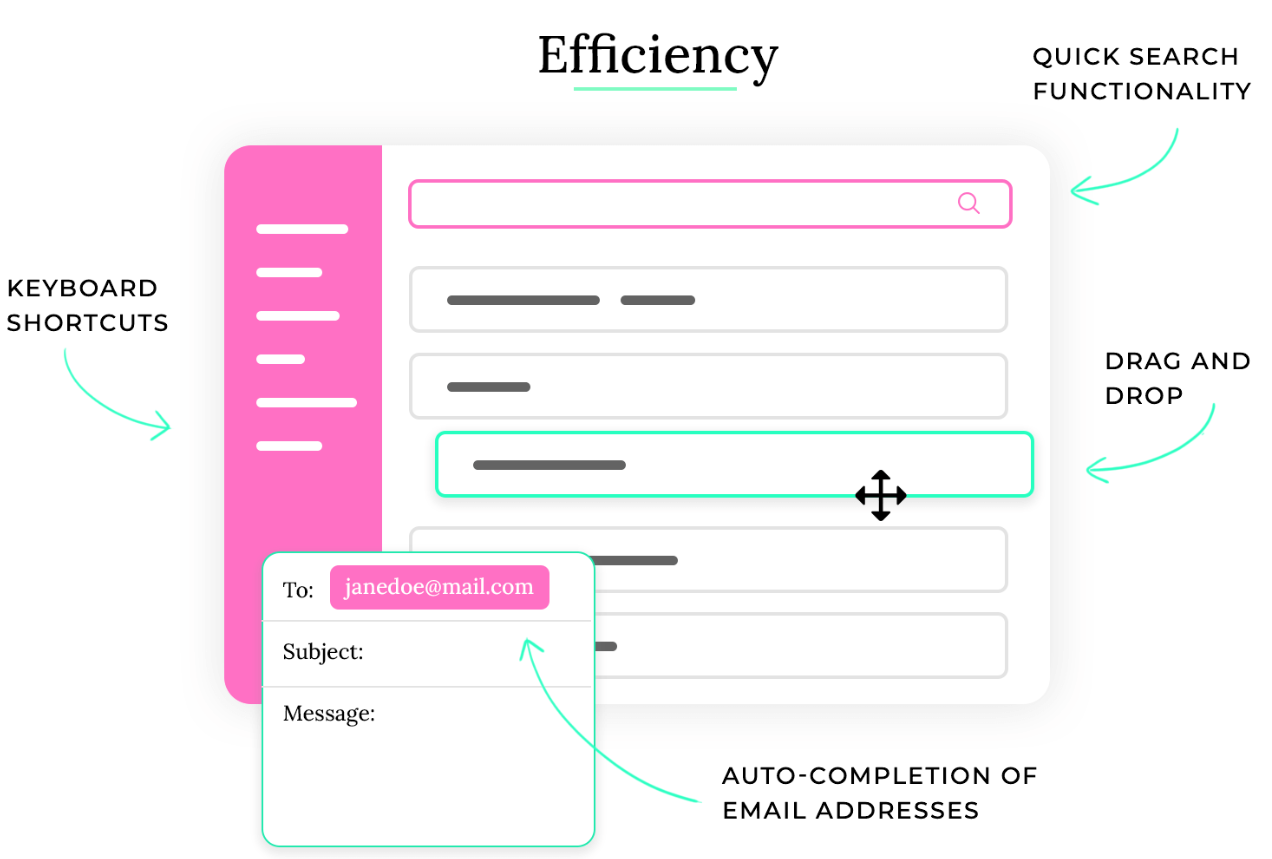 Efficiency
QUICK SEARCH
FUNCTIONALITY
KEYBOARD
SHORTCUTS
DRAG AND
DROP
To: janedoe@mail.com
Subject:
Message:
AUTO-COMPLETION OF
EMAIL ADDRESSES